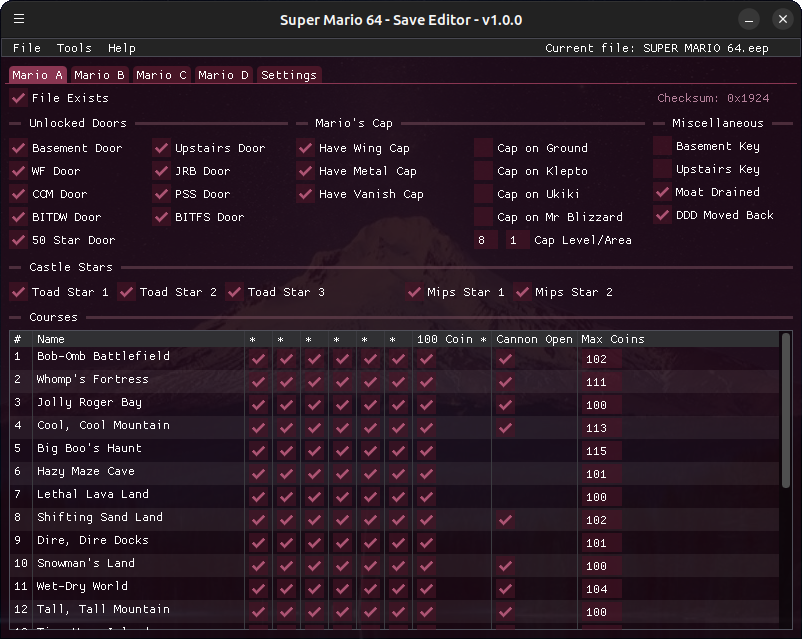 Super Mario 64 - Save Editor - v1.0.0
File Tools Help Current file: SUPER MARIO 64.eep
Mario A Mario B Mario C Mario D Settings
File Exists Checksum: 0x1924
Unlocked Doors Mario's Cap Miscellaneous
Basement Door Upstairs Door Have Wing Cap Cap on Ground Basement Key
WF Door JRB Door Have Metal Cap Cap on Klepto Upstairs Key
CCM Door PSS Door Have Vanish Cap Cap on Ukiki Moat Drained
BITDW Door BITFS Door Cap on Mr Blizzard DDD Moved Back
50 Star Door 8 1 Cap Level/Area
Castle Stars
Toad Star 1 Toad Star 2 Toad Star 3 Mips Star 1 Mips Star 2
Courses
# Name * * * * * * 100 Coin * Cannon Open Max Coins
1 Bob-Omb Battlefield 102
2 Whomp's Fortress 111
3 Jolly Roger Bay 100
4 Cool, Cool Mountain 113
5 Big Boo's Haunt 115
6 Hazy Maze Cave 101
7 Lethal Lava Land 100
8 Shifting Sand Land 102
9 Dire, Dire Docks 101
10 Snowman's Land 100
11 Wet-Dry World 104
12 Tall, Tall Mountain 100